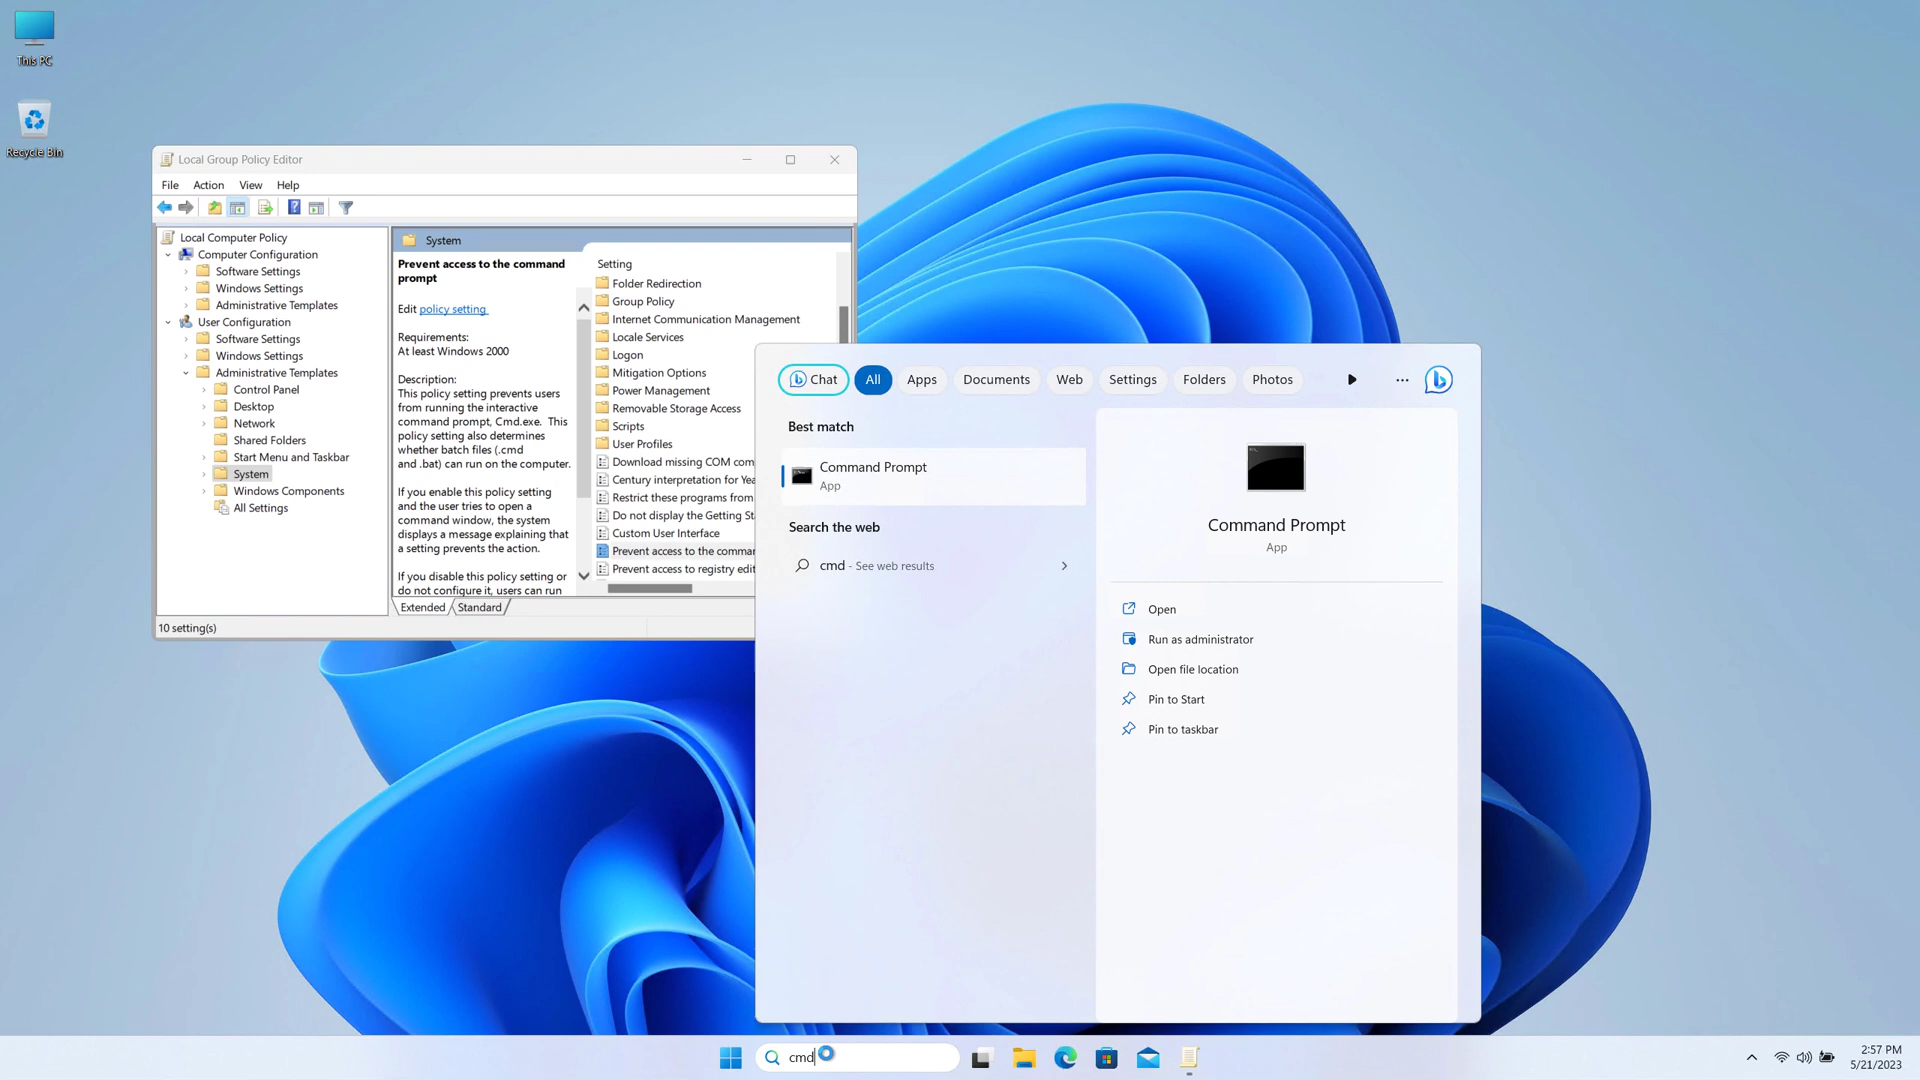 This PC
Recycle Bin
Local Group Policy Editor
File Action View Help
Local Computer Policy
Computer Configuration
Software Settings
Windows Settings
Administrative Templates
User Configuration
Software Settings
Windows Settings
Administrative Templates
Control Panel
Desktop
Network
Shared Folders
Start Menu and Taskbar
System
Windows Components
All Settings
System
Prevent access to the command
prompt
Edit policy setting
Requirements:
At least Windows 2000
Description:
This policy setting prevents users
from running the interactive
command prompt, Cmd.exe. This
policy setting also determines
whether batch files (.cmd
and .bat) can run on the computer.
If you enable this policy setting
and the user tries to open a
command window, the system
displays a message explaining that
a setting prevents the action.
If you disable this policy setting or
do not configure it, users can run
Setting
Folder Redirection
Group Policy
Internet Communication Management
Locale Services
Logon
Mitigation Options
Power Management
Removable Storage Access
Scripts
User Profiles
Download missing COM com
Century interpretation for Yea
Restrict these programs from
Do not display the Getting St
Custom User Interface
Prevent access to the comma
Prevent access to registry edit
Extended Standard
10 setting(s)
Chat All Apps Documents Web Settings Folders Photos
Best match
Command Prompt
App
Search the web
cmd - See web results
Command Prompt
App
Open
Run as administrator
Open file location
Pin to Start
Pin to taskbar
cmd
2:57 PM
5/21/2023